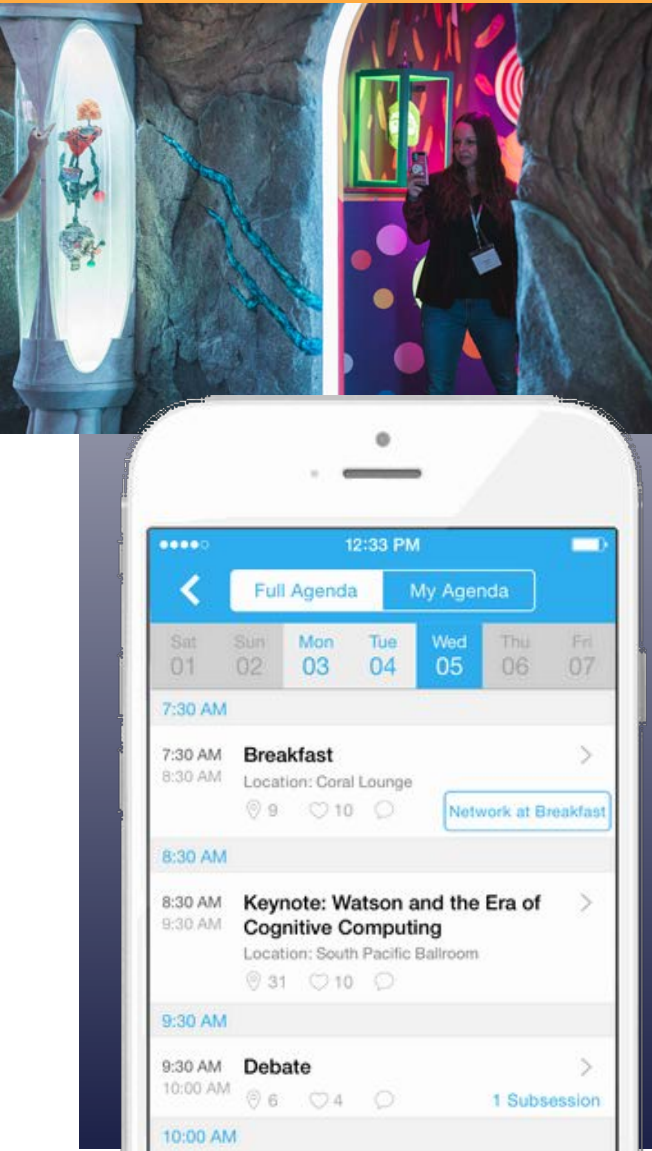 12:33 PM
Full Agenda My Agenda
Sat Sun Mon Tue Wed Thu Fri
01 02 03 04 05 06 07
7:30 AM
7:30 AM Breakfast
8:30 AM Location: Coral Lounge
9 10 Network at Breakfast
8:30 AM
8:30 AM Keynote: Watson and the Era of
9:30 AM Cognitive Computing
Location: South Pacific Ballroom
31 10
9:30 AM
9:30 AM Debate
10:00 AM 6 4 1 Subsession
10:00 AM